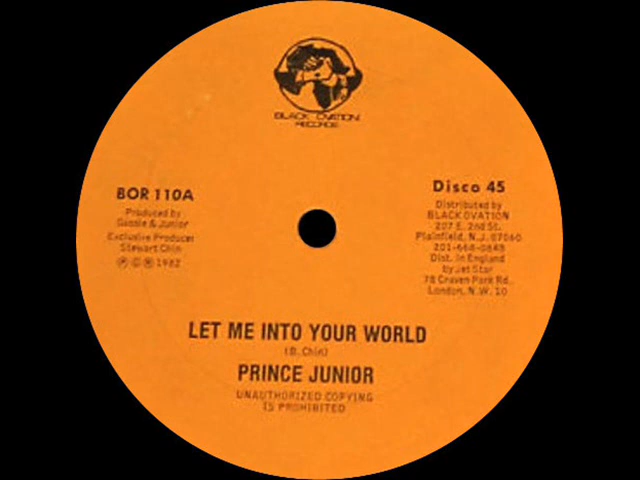 BLACK OVATION
RECORDS
BOR 110A
Produced by
Goosie & Junior
Exclusive Producer
Stewart Chin
Ⓟ Ⓒ Ⓜ 1982
Disco 45
Distributed by
BLACK OVATION
207 E. 2nd St.
Plainfield, N.J. 07060
201-668-0848
Dist. in England
by Jet Star
78 Craven Park Rd.
London, N.W. 10
LET ME INTO YOUR WORLD
(B. Chin)
PRINCE JUNIOR
UNAUTHORIZED COPYING
IS PROHIBITED